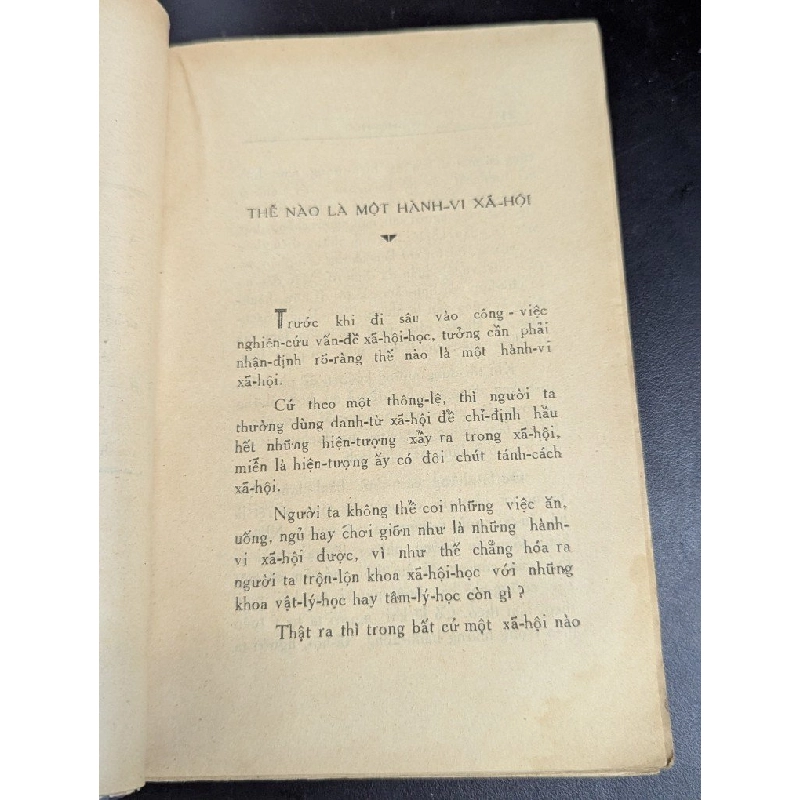 THẾ NÀO LÀ MỘT HÀNH-VI XÃ-HỘI
Trước khi đi sâu vào công-việc
nghiên-cứu vấn-đề xã-hội-học, tưởng cần phải
nhận-định rõ-ràng thế nào là một hành-vi
xã-hội.
Cứ theo một thông-lệ, thì người ta
thường dùng danh-từ xã-hội để chỉ-định hầu
hết những hiện-tượng xẩy ra trong xã-hội,
miễn là hiện-tượng ấy có đôi chút tánh-cách
xã-hội.
Người ta không thể coi những việc ăn,
uống, ngủ hay chơi giỡn như là những hành-
vi xã-hội được, vì như thế chẳng hóa ra
người ta trộn-lộn khoa xã-hội-học với những
khoa vật-lý-học hay tâm-lý-học còn gì ?
Thật ra thì trong bất cứ một xã-hội nào